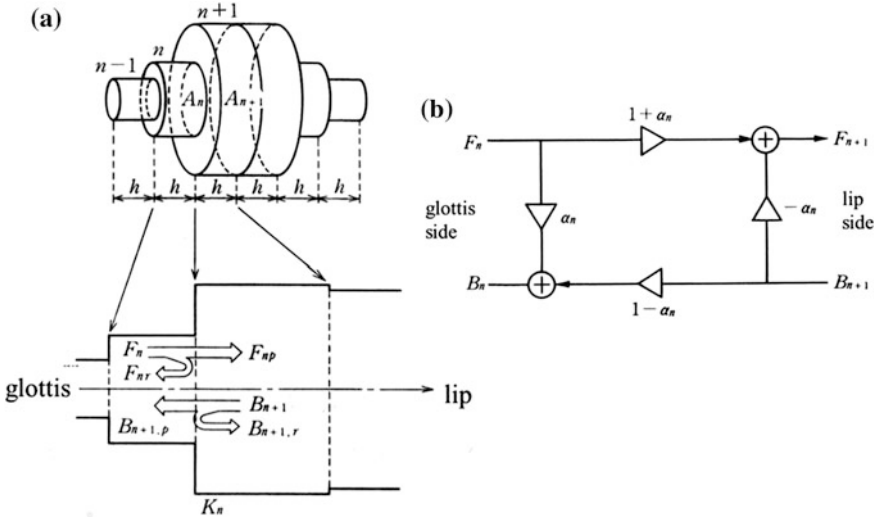 (a)
n+1
n
n−1
Aₙ
Aₙ₊₁
h h h h h h
Fₙ
Fₙₚ
Fₙᵣ
glottis
lip
Bₙ₊₁
Bₙ₊₁,ₚ
Bₙ₊₁,ᵣ
Kₙ
(b)
1+αₙ
Fₙ
Fₙ₊₁
glottis
side
αₙ
−αₙ
lip
side
Bₙ
Bₙ₊₁
1−αₙ